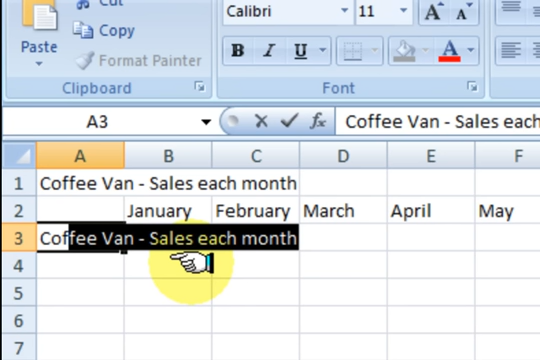 Cut
Calibri 11 A A
Paste Copy
Format Painter B I U A
Clipboard Font
A3 fx Coffee Van - Sales each
A B C D E F
1 Coffee Van - Sales each month
2 January February March April May
3 Coffee Van - Sales each month
4
5
6
7